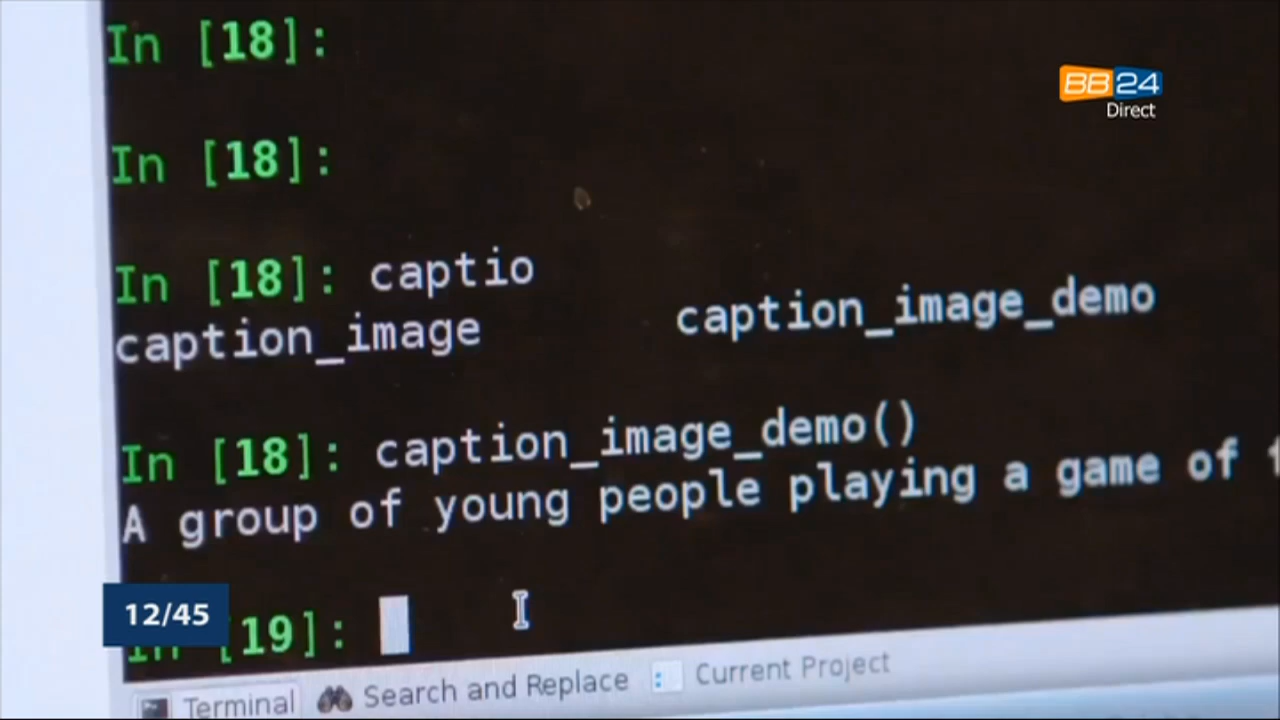 In [18]:
BB24
Direct
In [18]:
In [18]: captio
caption_image caption_image_demo
In [18]: caption_image_demo()
A group of young people playing a game of
12/45
In [19]:
Terminal Search and Replace Current Project